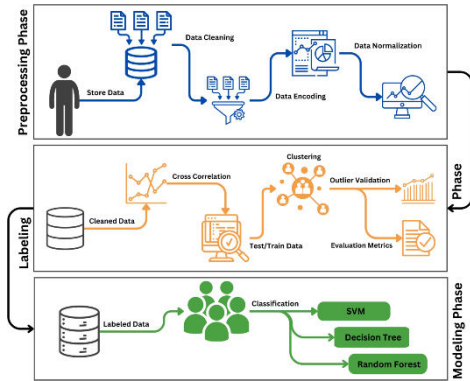 Preprocessing Phase
Store Data
Data Cleaning
Data Encoding
Data Normalization
Labeling
Phase
Cleaned Data
Cross Correlation
Test/Train Data
Clustering
Outlier Validation
Evaluation Metrics
Modeling Phase
Labeled Data
Classification
SVM
Decision Tree
Random Forest